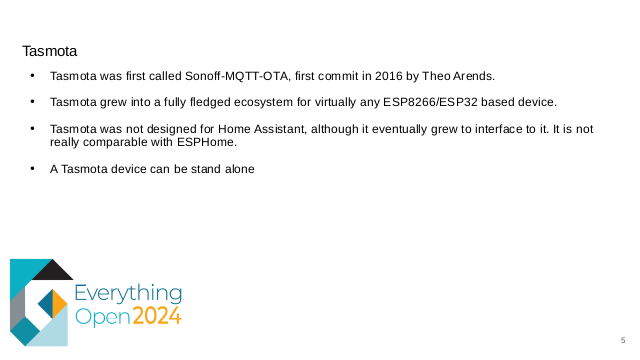 Tasmota
• Tasmota was first called Sonoff-MQTT-OTA, first commit in 2016 by Theo Arends.
• Tasmota grew into a fully fledged ecosystem for virtually any ESP8266/ESP32 based device.
• Tasmota was not designed for Home Assistant, although it eventually grew to interface to it. It is not
really comparable with ESPHome.
• A Tasmota device can be stand alone
Everything
Open 2024
5